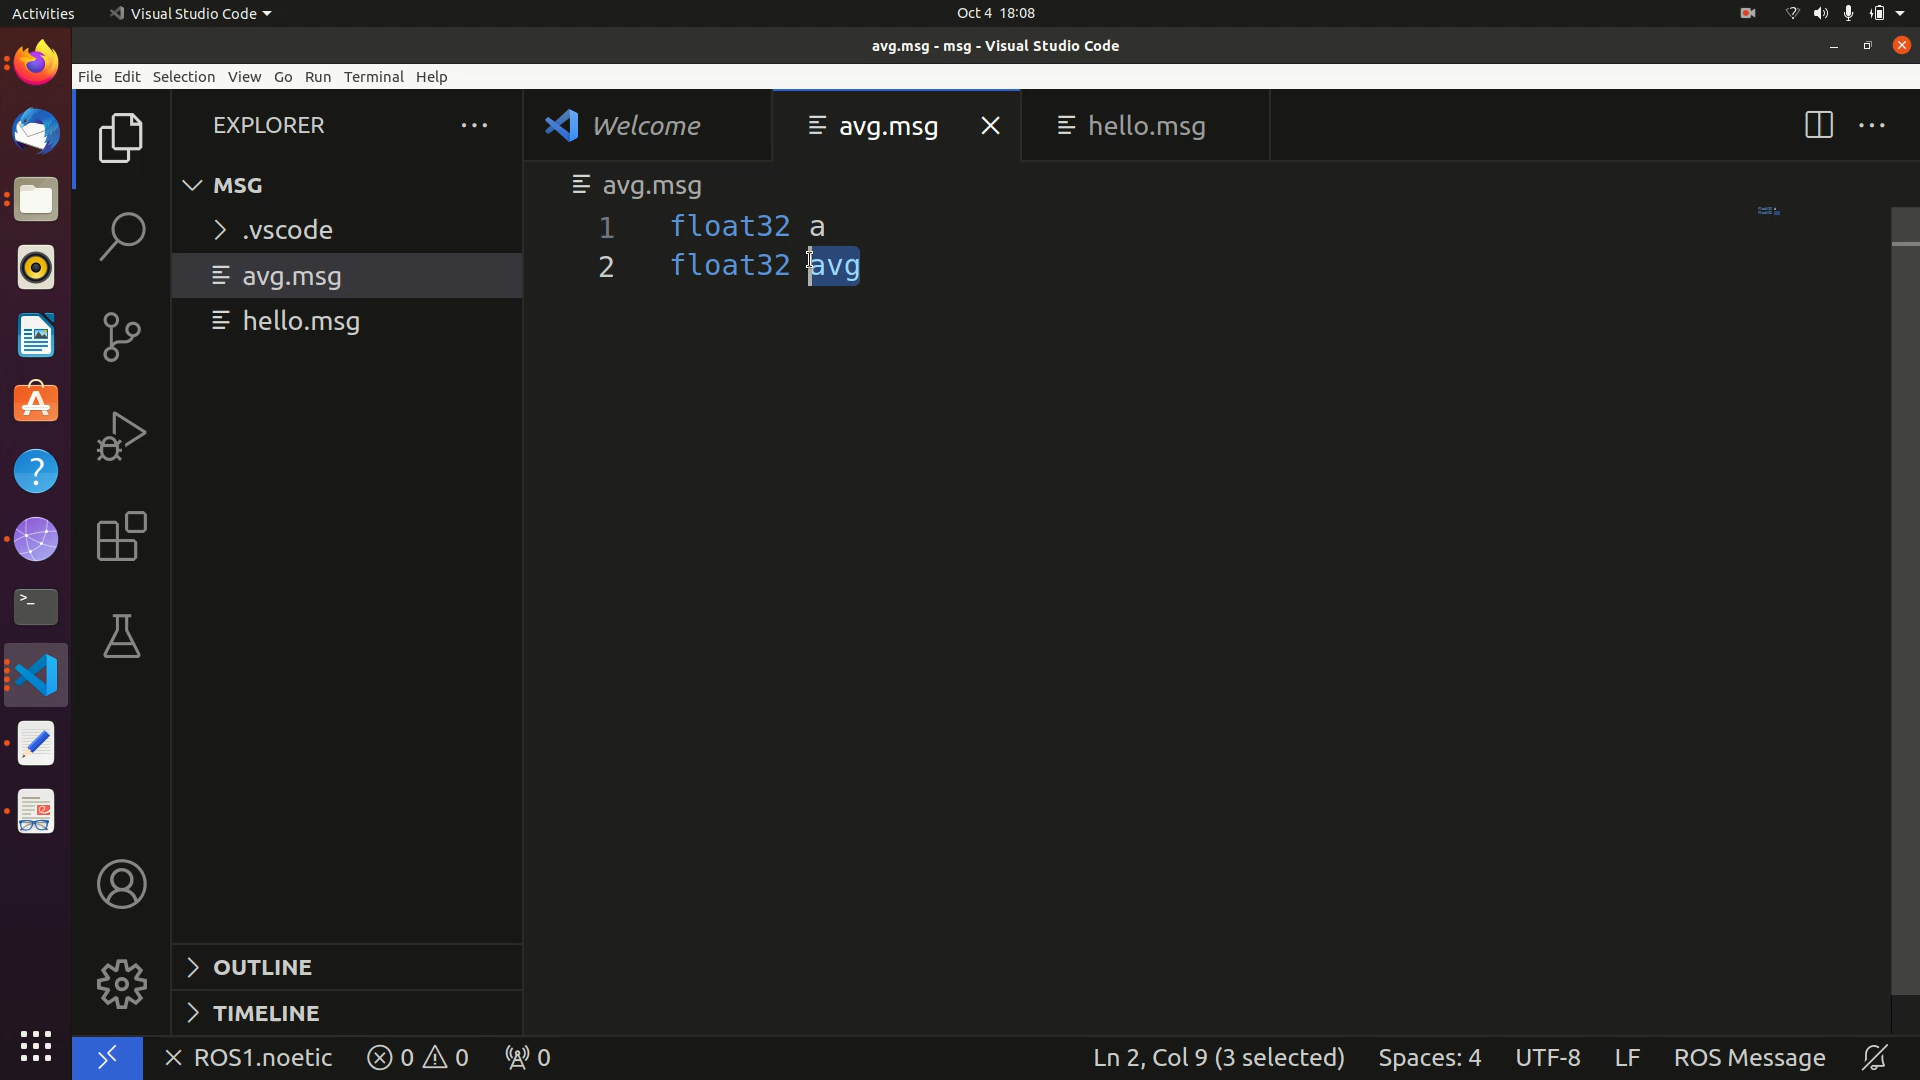 Activities
Visual Studio Code
Oct 4 18:08
avg.msg - msg - Visual Studio Code
File Edit Selection View Go Run Terminal Help
EXPLORER
Welcome
avg.msg
hello.msg
MSG
.vscode
avg.msg
hello.msg
avg.msg
1 float32 a
2 float32 avg
OUTLINE
TIMELINE
ROS1.noetic
0
0
0
Ln 2, Col 9 (3 selected)
Spaces: 4
UTF-8
LF
ROS Message